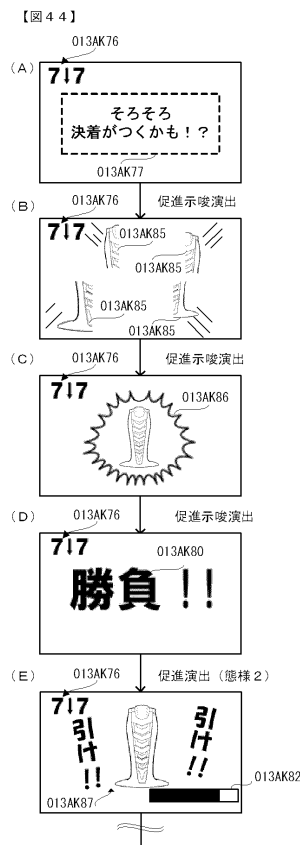 【図４４】
013AK76
(A)
7↓7
そろそろ
決着がつくかも！？
013AK77
013AK76
促進示唆演出
(B)
7↓7
013AK85
013AK85
013AK85
013AK85
013AK76
促進示唆演出
(C)
7↓7
013AK86
013AK76
促進示唆演出
(D)
7↓7
013AK80
勝負！！
013AK76
促進演出（態様２）
(E)
7↓7
引け！！
引け！！
013AK82
013AK87